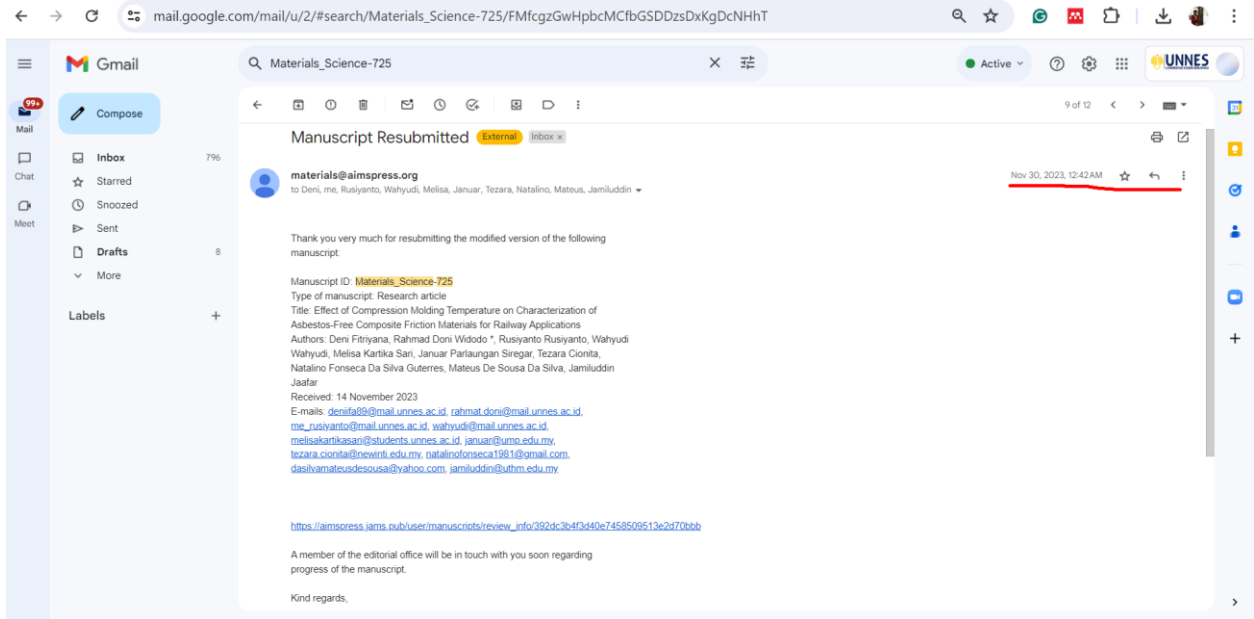 mail.google.com/mail/u/2/#search/Materials_Science-725/FMfcgzGwHpbcMCfbGSDDzsDxKgDcNHhT
Gmail
Materials_Science-725
Active
UNNES
99+
Mail
Chat
Meet
Compose
Inbox 796
Starred
Snoozed
Sent
Drafts 8
More
Labels
9 of 12
Manuscript Resubmitted External Inbox x
materials@aimspress.org
Nov 30, 2023, 12:42 AM
to Deni, me, Rusiyanto, Wahyudi, Melisa, Januar, Tezara, Natalino, Mateus, Jamiluddin
Thank you very much for resubmitting the modified version of the following
manuscript:
Manuscript ID: Materials_Science-725
Type of manuscript: Research article
Title: Effect of Compression Molding Temperature on Characterization of
Asbestos-Free Composite Friction Materials for Railway Applications
Authors: Deni Fitriyana, Rahmad Doni Widodo *, Rusiyanto Rusiyanto, Wahyudi
Wahyudi, Melisa Kartika Sari, Januar Parlaungan Siregar, Tezara Cionita,
Natalino Fonseca Da Silva Guterres, Mateus De Sousa Da Silva, Jamiluddin
Jaafar
Received: 14 November 2023
E-mails: deniifa89@mail.unnes.ac.id, rahmat.doni@mail.unnes.ac.id,
me_rusiyanto@mail.unnes.ac.id, wahyudi@mail.unnes.ac.id,
melisakartikasari@students.unnes.ac.id, januar@ump.edu.my,
tezara.cionita@newinti.edu.my, natalinofonseca1981@gmail.com,
dasilvamateusdesousa@yahoo.com, jamiluddin@uthm.edu.my
https://aimspress.jams.pub/user/manuscripts/review_info/392dc3b4f3d40e7458509513e2d70bbb
A member of the editorial office will be in touch with you soon regarding
progress of the manuscript.
Kind regards,